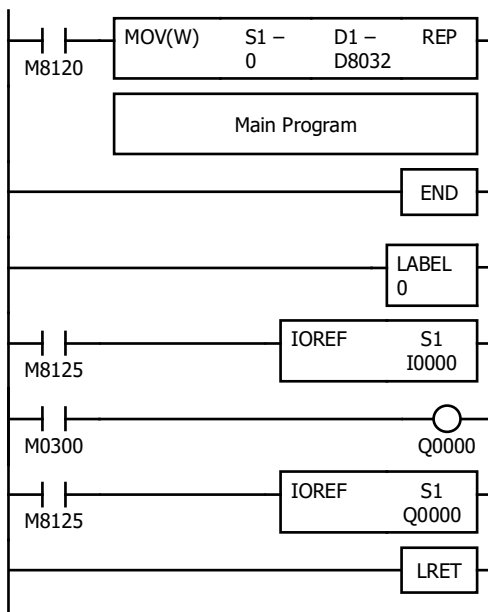 MOV(W) S1 – D1 – REP
0 D8032
M8120
Main Program
END
LABEL
0
IOREF S1
I0000
M8125
M0300
Q0000
IOREF S1
Q0000
M8125
LRET